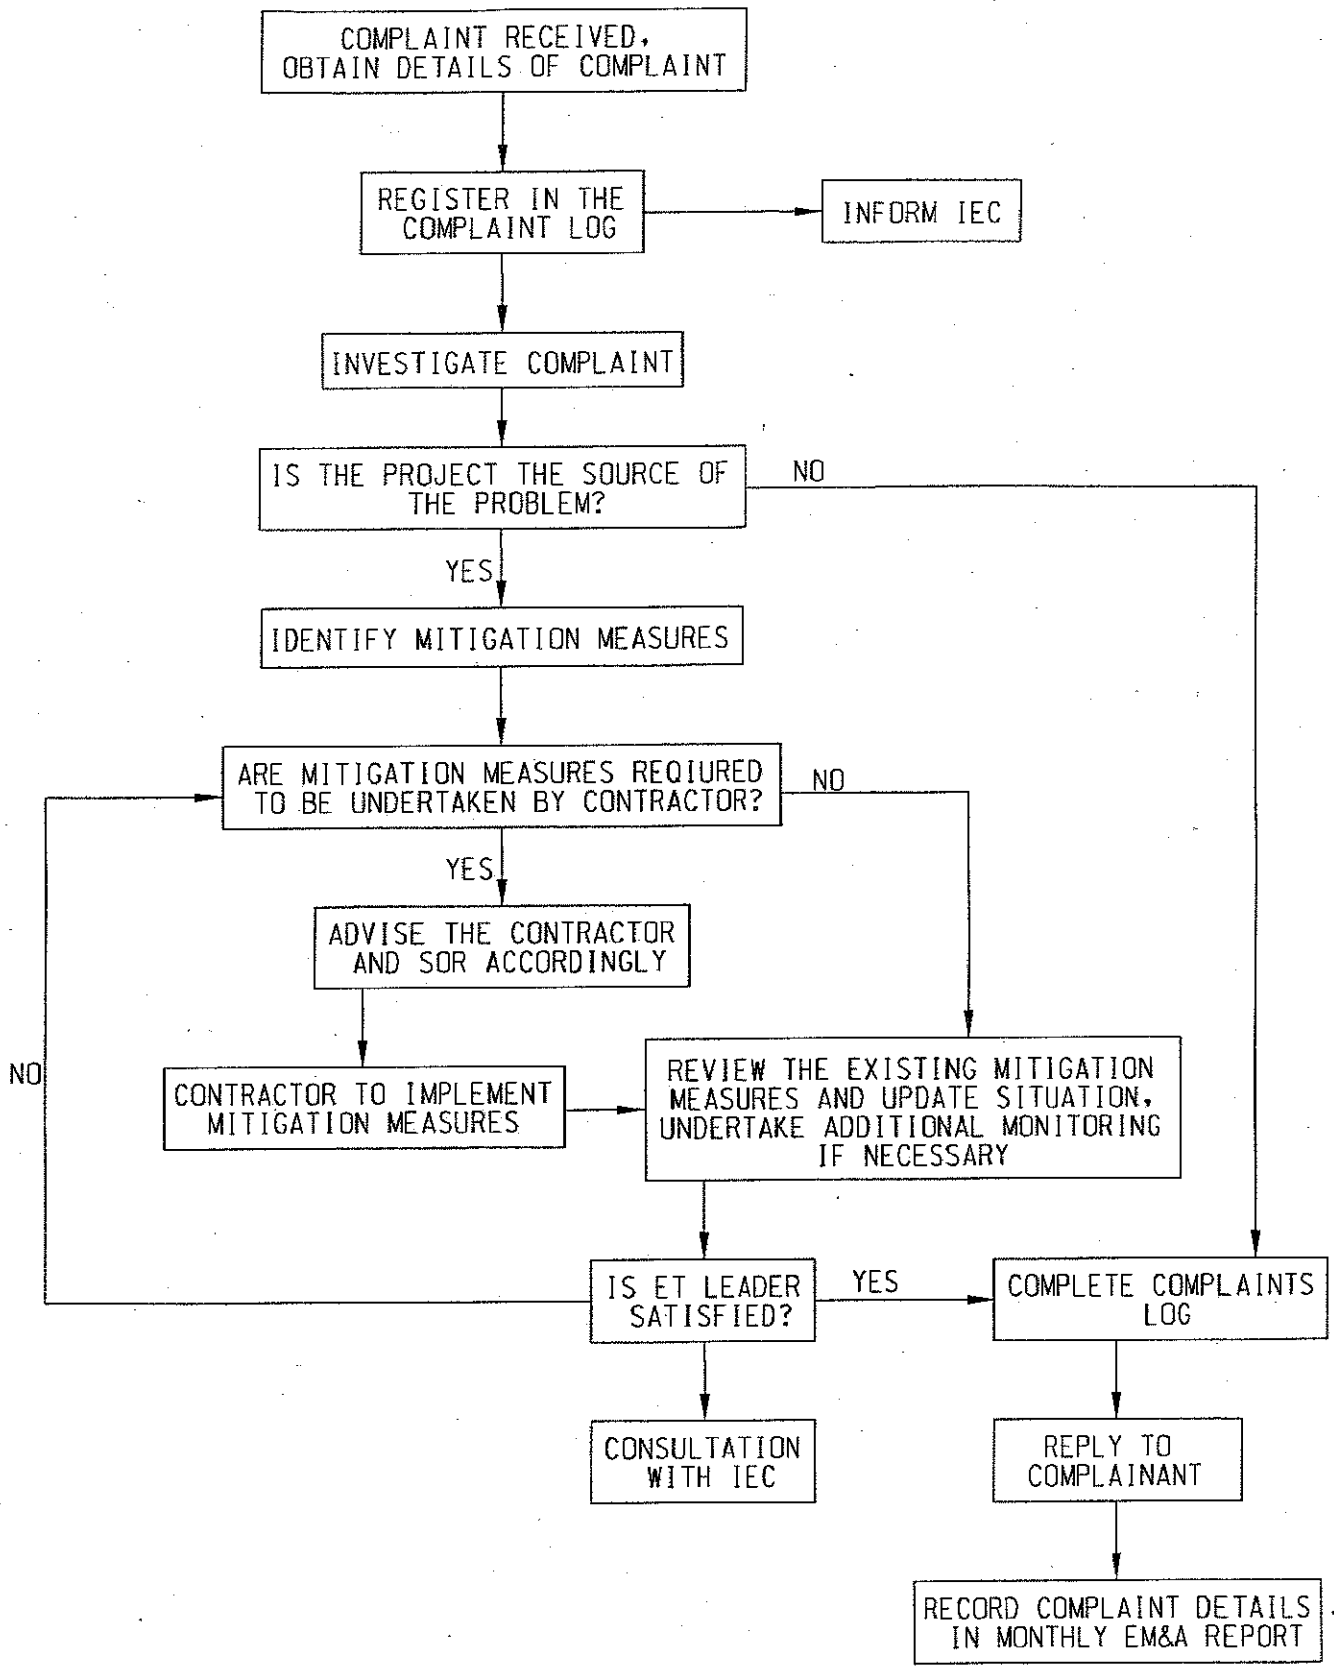 COMPLAINT RECEIVED,
OBTAIN DETAILS OF COMPLAINT
REGISTER IN THE
COMPLAINT LOG
INFORM IEC
INVESTIGATE COMPLAINT
IS THE PROJECT THE SOURCE OF
THE PROBLEM?
NO
YES
IDENTIFY MITIGATION MEASURES
ARE MITIGATION MEASURES REQIURED
TO BE UNDERTAKEN BY CONTRACTOR?
NO
YES
ADVISE THE CONTRACTOR
AND SOR ACCORDINGLY
NO
CONTRACTOR TO IMPLEMENT
MITIGATION MEASURES
REVIEW THE EXISTING MITIGATION
MEASURES AND UPDATE SITUATION,
UNDERTAKE ADDITIONAL MONITORING
IF NECESSARY
IS ET LEADER
SATISFIED?
YES
COMPLETE COMPLAINTS
LOG
CONSULTATION
WITH IEC
REPLY TO
COMPLAINANT
RECORD COMPLAINT DETAILS
IN MONTHLY EM&A REPORT